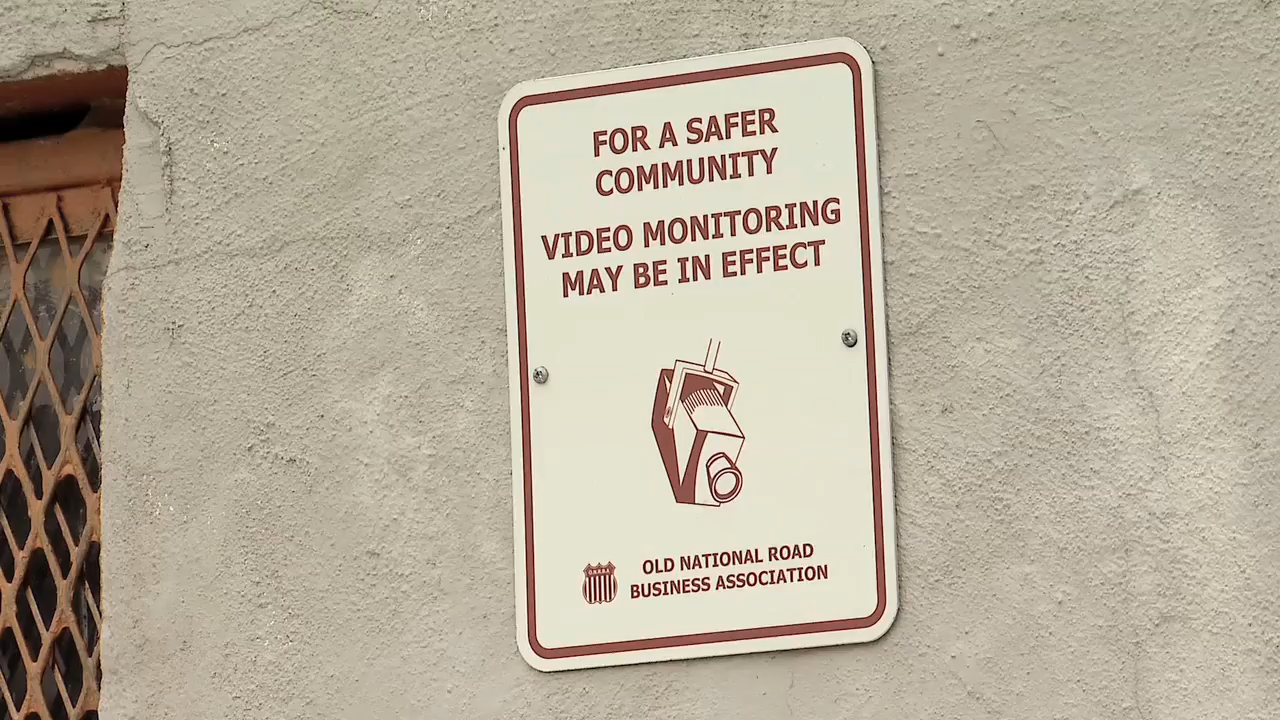 FOR A SAFER
COMMUNITY
VIDEO MONITORING
MAY BE IN EFFECT
OLD NATIONAL ROAD
BUSINESS ASSOCIATION